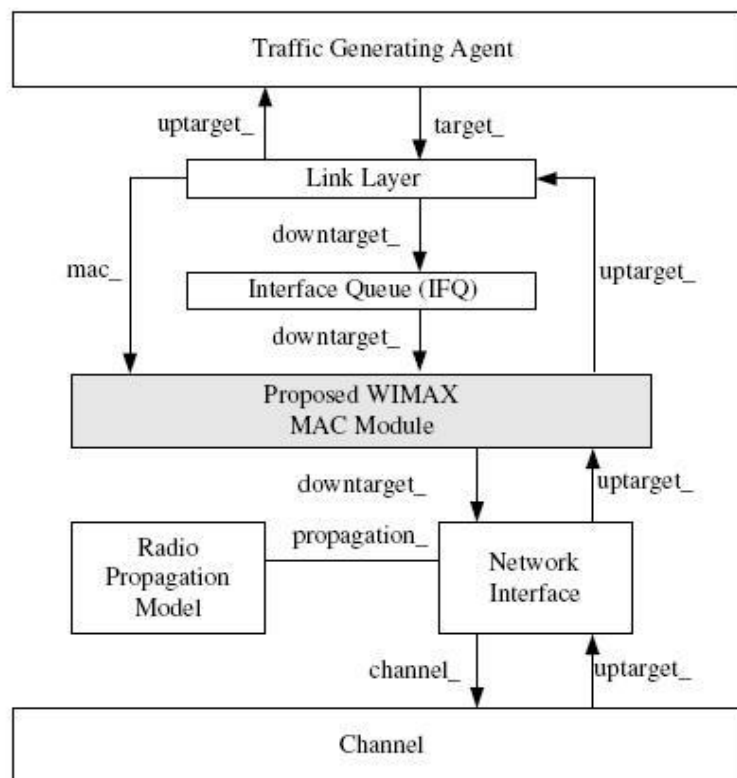 Traffic Generating Agent
uptarget_
target_
Link Layer
downtarget_
mac_
uptarget_
Interface Queue (IFQ)
downtarget_
Proposed WIMAX
MAC Module
downtarget_
uptarget_
Radio
Propagation
Model
propagation_
Network
Interface
channel_
uptarget_
Channel